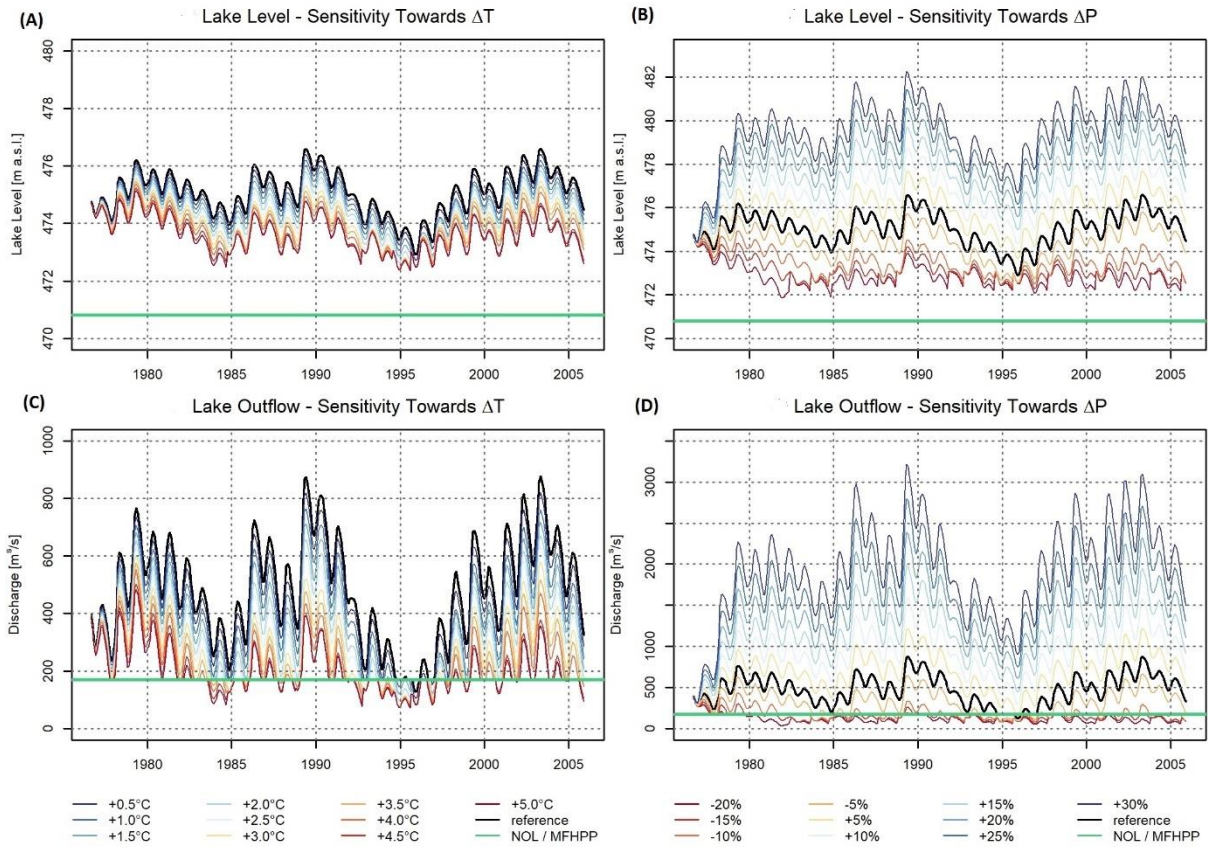 (A) Lake Level - Sensitivity Towards ΔT
Lake Level [m a.s.l.]
480
478
476
474
472
470
1980 1985 1990 1995 2000 2005
(B) Lake Level - Sensitivity Towards ΔP
Lake Level [m a.s.l.]
482
480
478
476
474
472
470
1980 1985 1990 1995 2000 2005
(C) Lake Outflow - Sensitivity Towards ΔT
Discharge [m³/s]
1000
800
600
400
200
0
1980 1985 1990 1995 2000 2005
(D) Lake Outflow - Sensitivity Towards ΔP
Discharge [m³/s]
3000
2500
2000
1500
1000
500
0
1980 1985 1990 1995 2000 2005
+0.5°C +2.0°C +3.5°C +5.0°C
+1.0°C +2.5°C +4.0°C reference
+1.5°C +3.0°C +4.5°C NOL / MFHPP
-20% -5% +15% +30%
-15% +5% +20% reference
-10% +10% +25% NOL / MFHPP